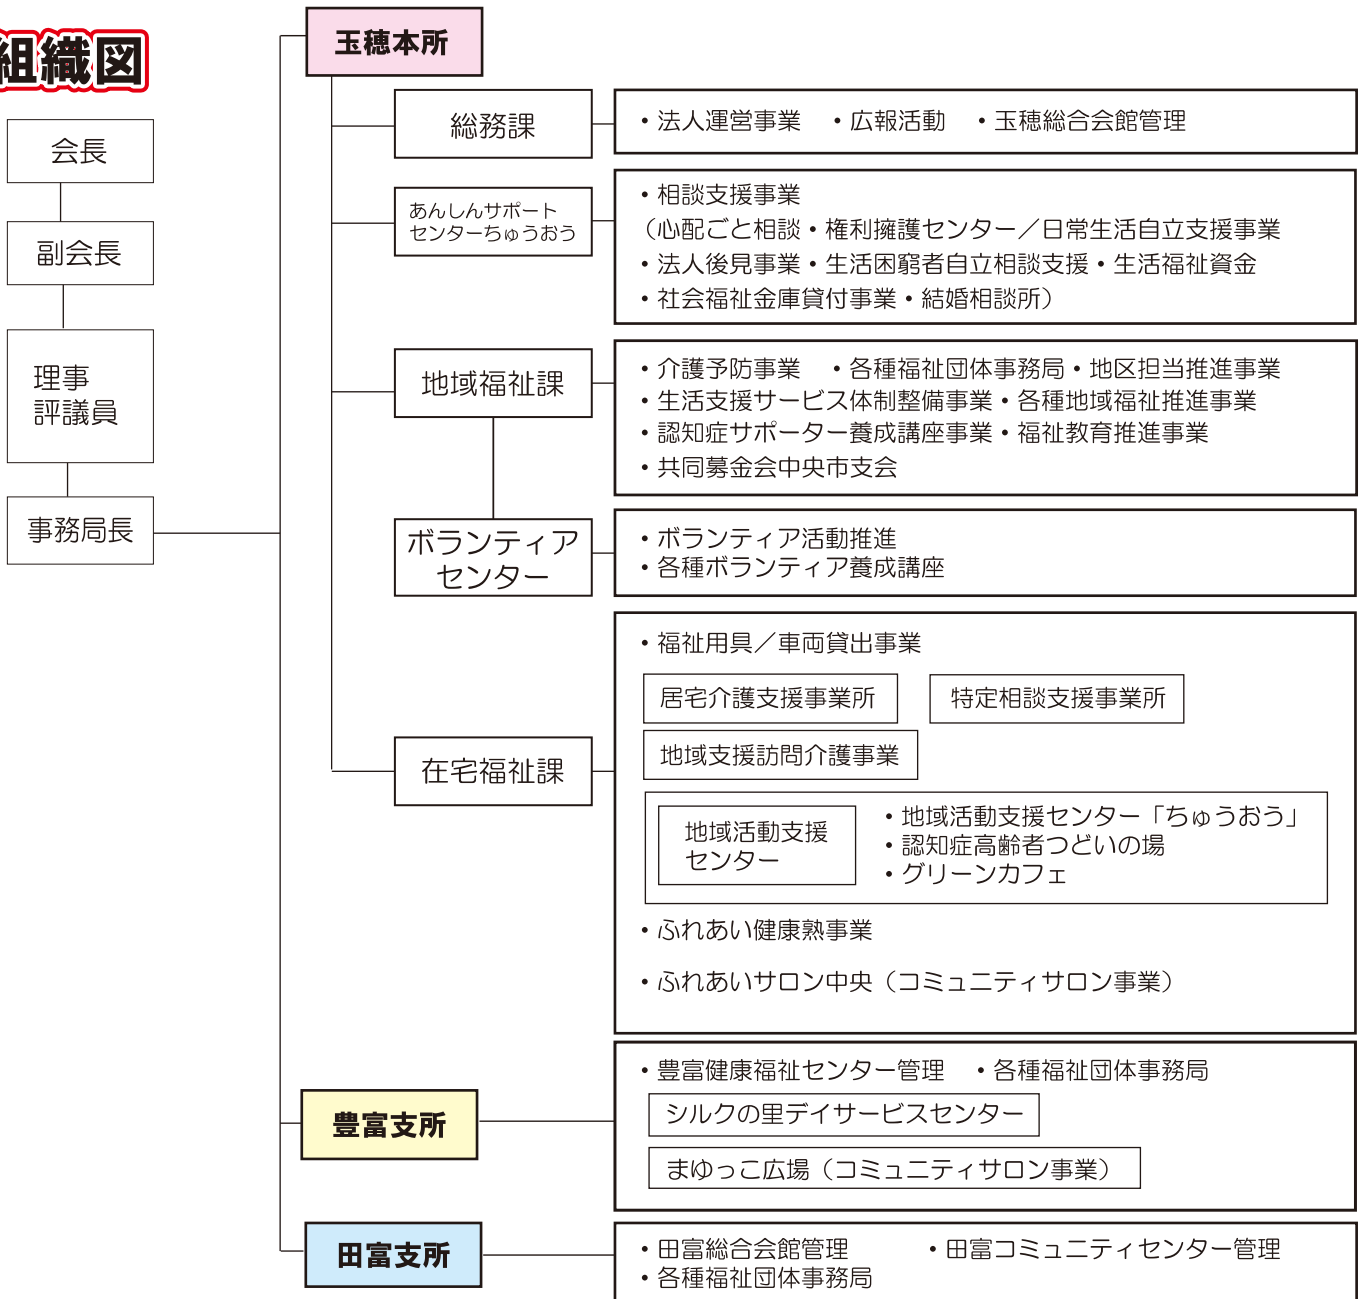 組織図
会長
副会長
理事
評議員
事務局長
玉穂本所
総務課
・法人運営事業　・広報活動　・玉穂総合会館管理
あんしんサポート
センターちゅうおう
・相談支援事業
（心配ごと相談・権利擁護センター／日常生活自立支援事業
・法人後見事業・生活困窮者自立相談支援・生活福祉資金
・社会福祉金庫貸付事業・結婚相談所）
地域福祉課
・介護予防事業　・各種福祉団体事務局・地区担当推進事業
・生活支援サービス体制整備事業・各種地域福祉推進事業
・認知症サポーター養成講座事業・福祉教育推進事業
・共同募金会中央市支会
ボランティア
センター
・ボランティア活動推進
・各種ボランティア養成講座
在宅福祉課
・福祉用具／車両貸出事業
居宅介護支援事業所　特定相談支援事業所
地域支援訪問介護事業
地域活動支援
センター
・地域活動支援センター「ちゅうおう」
・認知症高齢者つどいの場
・グリーンカフェ
・ふれあい健康熟事業
・ふれあいサロン中央（コミュニティサロン事業）
豊富支所
・豊富健康福祉センター管理　・各種福祉団体事務局
シルクの里デイサービスセンター
まゆっこ広場（コミュニティサロン事業）
田富支所
・田富総合会館管理　・田富コミュニティセンター管理
・各種福祉団体事務局